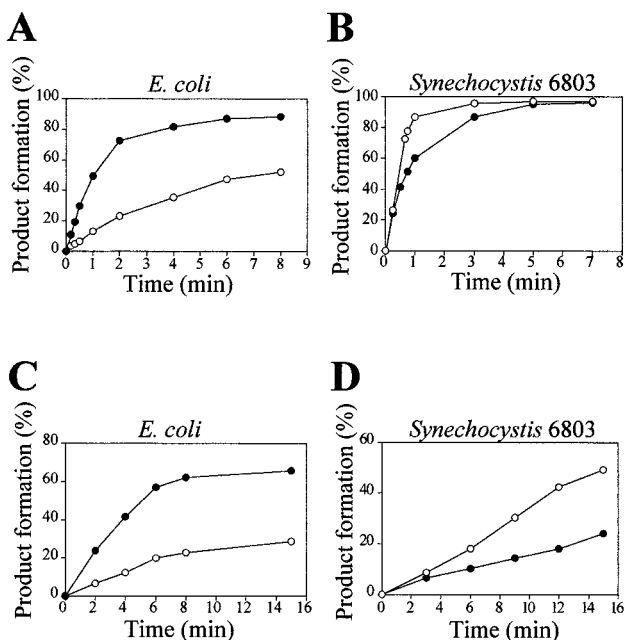 A
E. coli
Product formation (%)
100
80
60
40
20
0
0 1 2 3 4 5 6 7 8 9
Time (min)
B
Synechocystis 6803
Product formation (%)
100
80
60
40
20
0
0 1 2 3 4 5 6 7 8
Time (min)
C
E. coli
Product formation (%)
80
60
40
20
0
0 2 4 6 8 10 12 14 16
Time (min)
D
Synechocystis 6803
Product formation (%)
60
40
20
0
0 2 4 6 8 10 12 14 16
Time (min)